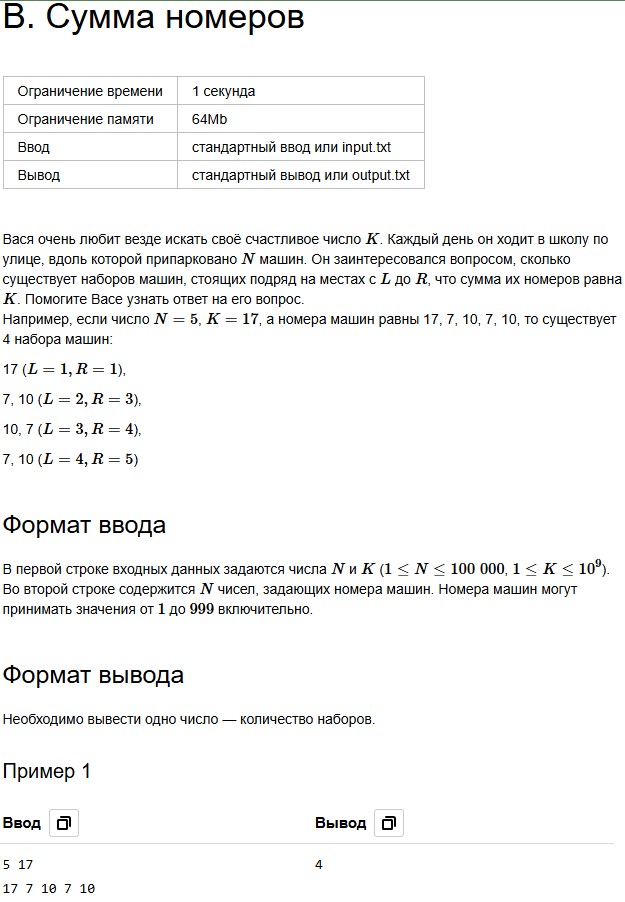 B. Сумма номеров
Ограничение времени 1 секунда
Ограничение памяти 64Mb
Ввод стандартный ввод или input.txt
Вывод стандартный вывод или output.txt
Вася очень любит везде искать своё счастливое число K. Каждый день он ходит в школу по
улице, вдоль которой припарковано N машин. Он заинтересовался вопросом, сколько
существует наборов машин, стоящих подряд на местах с L до R, что сумма их номеров равна
K. Помогите Васе узнать ответ на его вопрос.
Например, если число N = 5, K = 17, а номера машин равны 17, 7, 10, 7, 10, то существует
4 набора машин:
17 (L = 1, R = 1),
7, 10 (L = 2, R = 3),
10, 7 (L = 3, R = 4),
7, 10 (L = 4, R = 5)
Формат ввода
В первой строке входных данных задаются числа N и K (1 ≤ N ≤ 100 000, 1 ≤ K ≤ 10⁹).
Во второй строке содержится N чисел, задающих номера машин. Номера машин могут
принимать значения от 1 до 999 включительно.
Формат вывода
Необходимо вывести одно число — количество наборов.
Пример 1
Ввод Вывод
5 17 4
17 7 10 7 10